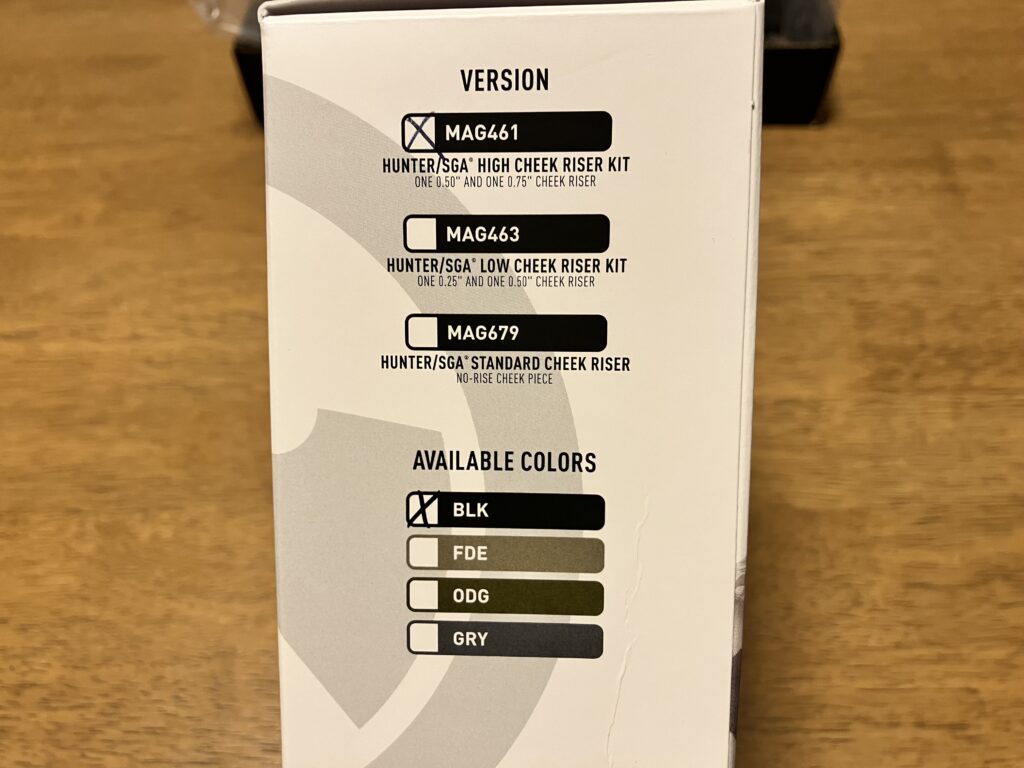 VERSION
MAG461
HUNTER/SGA® HIGH CHEEK RISER KIT
ONE 0.50" AND ONE 0.75" CHEEK RISER
MAG463
HUNTER/SGA® LOW CHEEK RISER KIT
ONE 0.25" AND ONE 0.50" CHEEK RISER
MAG679
HUNTER/SGA® STANDARD CHEEK RISER
NO-RISE CHEEK PIECE
AVAILABLE COLORS
BLK
FDE
ODG
GRY